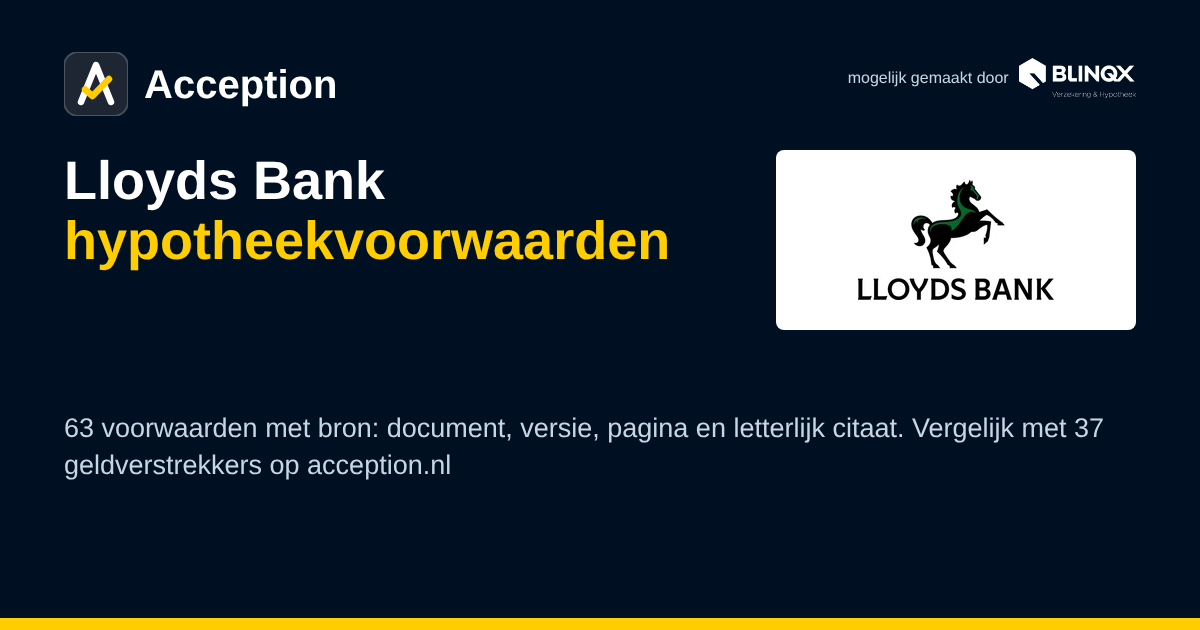 Acception
mogelijk gemaakt door
BLINQX
Verzekering & Hypotheek
Lloyds Bank
hypotheekvoorwaarden
LLOYDS BANK
63 voorwaarden met bron: document, versie, pagina en letterlijk citaat. Vergelijk met 37
geldverstrekkers op acception.nl